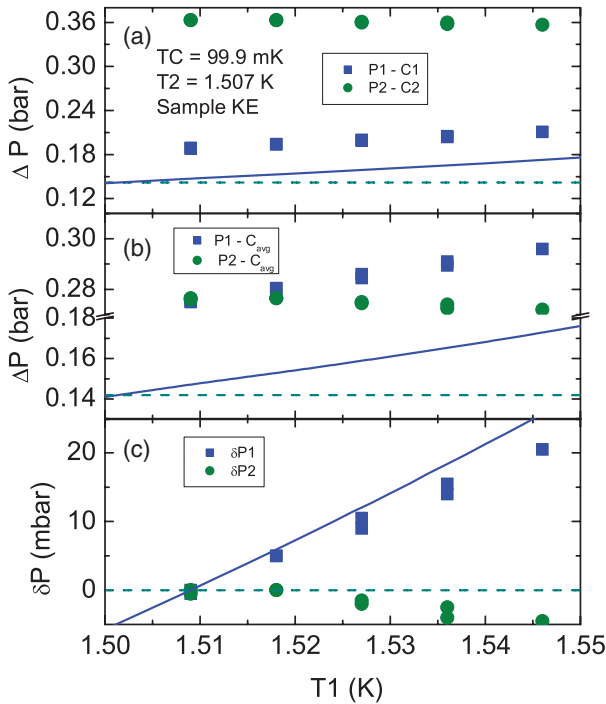 0.36
0.30
0.24
0.18
0.12
Δ P (bar)
(a)
TC = 99.9 mK
T2 = 1.507 K
Sample KE
P1 - C1
P2 - C2
0.30
0.28
0.18
0.16
0.14
ΔP (bar)
(b)
P1 - Cavg
P2 - Cavg
20
10
0
δP (mbar)
(c)
δP1
δP2
1.50 1.51 1.52 1.53 1.54 1.55
T1 (K)